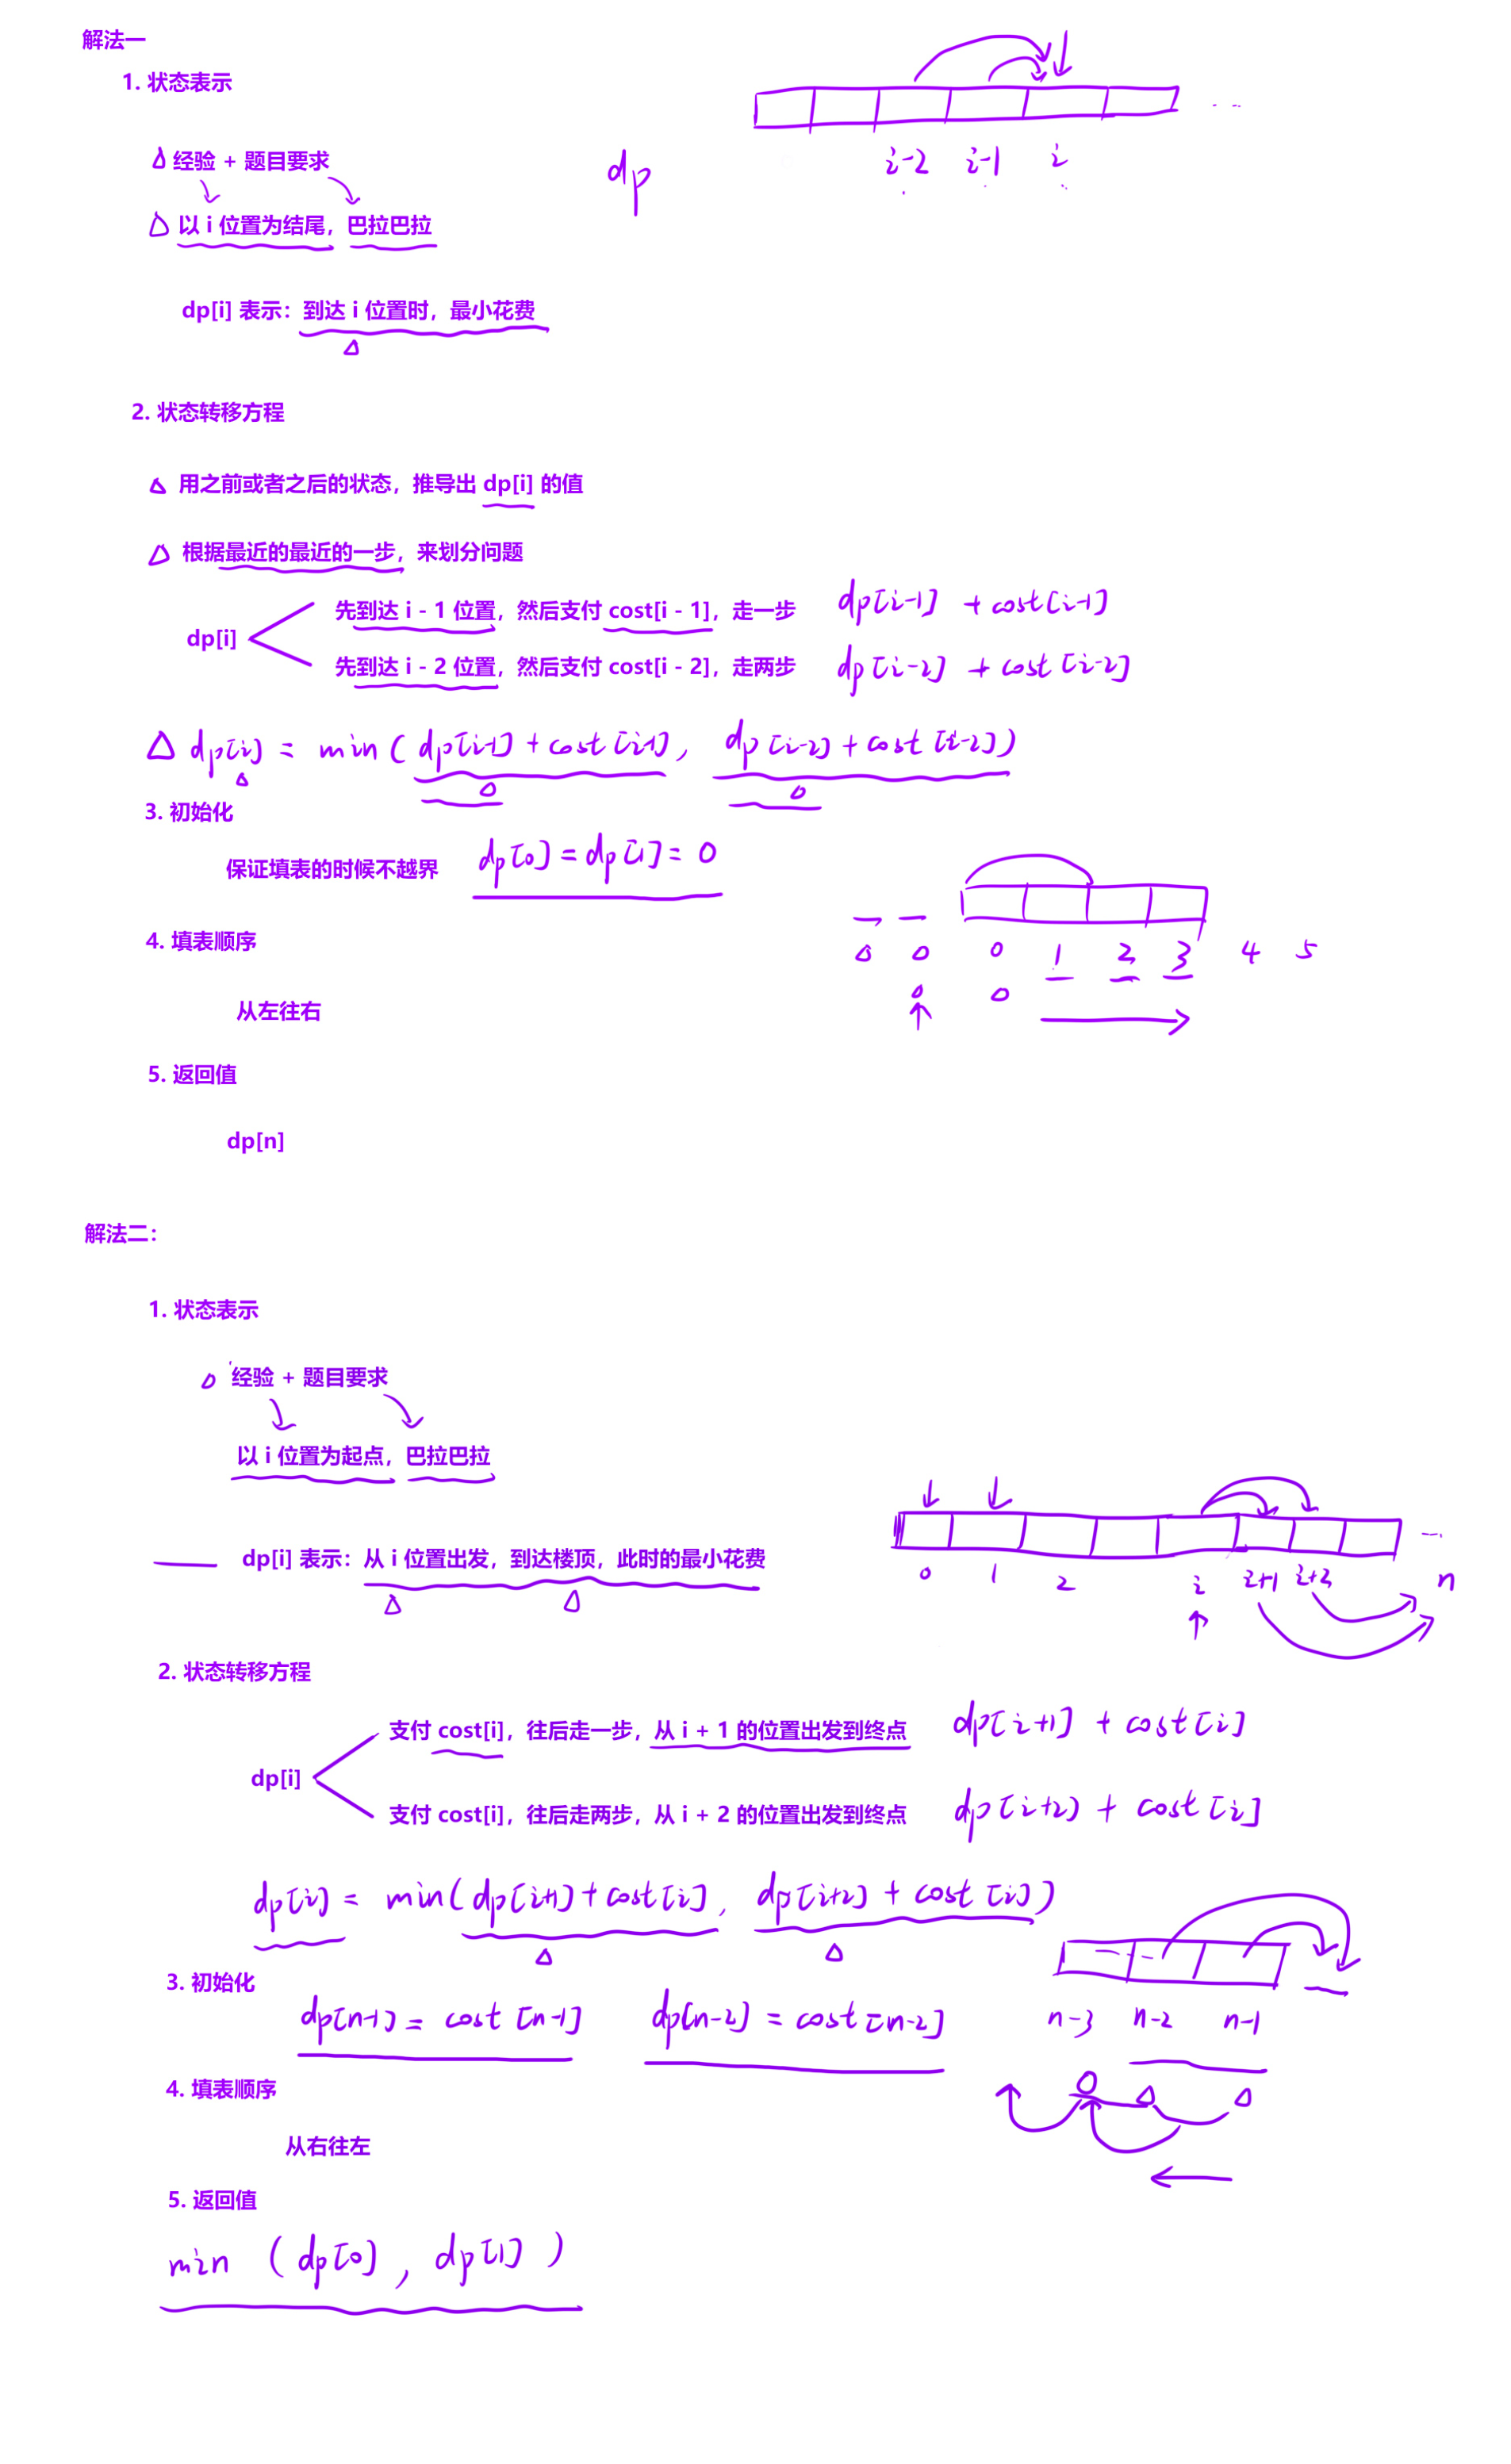 解法一
1. 状态表示
经验 + 题目要求
dp
i-2 i-1 i
以 i 位置为结尾，巴拉巴拉
dp[i] 表示：到达 i 位置时，最小花费
2. 状态转移方程
用之前或者之后的状态，推导出 dp[i] 的值
根据最近的最近的一步，来划分问题
先到达 i - 1 位置，然后支付 cost[i - 1]，走一步 dp[i-1] + cost[i-1]
dp[i]
先到达 i - 2 位置，然后支付 cost[i - 2]，走两步 dp[i-2] + cost[i-2]
dp[i] = min(dp[i-1] + cost[i-1], dp[i-2] + cost[i-2])
3. 初始化
保证填表的时候不越界 dp[0] = dp[1] = 0
4. 填表顺序
0 1 2 3 4 5
从左往右
5. 返回值
dp[n]
解法二：
1. 状态表示
经验 + 题目要求
以 i 位置为起点，巴拉巴拉
dp[i] 表示：从 i 位置出发，到达楼顶，此时的最小花费
0 1 2 i i+1 i+2 n
2. 状态转移方程
支付 cost[i]，往后走一步，从 i + 1 的位置出发到终点 dp[i+1] + cost[i]
dp[i]
支付 cost[i]，往后走两步，从 i + 2 的位置出发到终点 dp[i+2] + cost[i]
dp[i] = min(dp[i+1] + cost[i], dp[i+2] + cost[i])
3. 初始化
dp[n-1] = cost[n-1] dp[n-2] = cost[n-2]
n-3 n-2 n-1
4. 填表顺序
从右往左
5. 返回值
min (dp[0], dp[1])